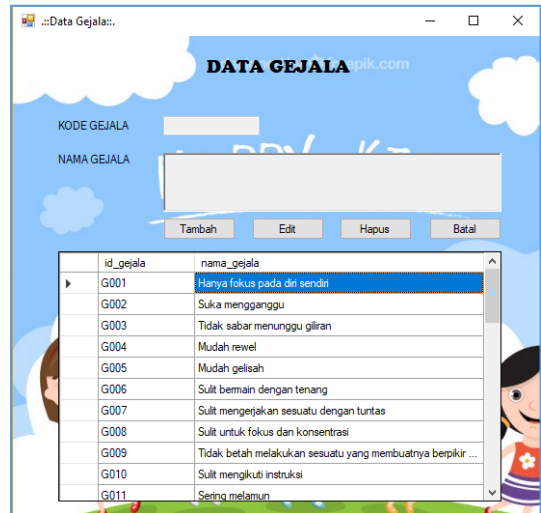 .::Data Gejala::.
DATA GEJALA
epik.com
KODE GEJALA
NAMA GEJALA
Tambah Edit Hapus Batal
id_gejala nama_gejala
G001 Hanya fokus pada diri sendiri
G002 Suka mengganggu
G003 Tidak sabar menunggu giliran
G004 Mudah rewel
G005 Mudah gelisah
G006 Sulit bermain dengan tenang
G007 Sulit mengerjakan sesuatu dengan tuntas
G008 Sulit untuk fokus dan konsentrasi
G009 Tidak betah melakukan sesuatu yang membuatnya berpikir ...
G010 Sulit mengikuti instruksi
G011 Sering melamun